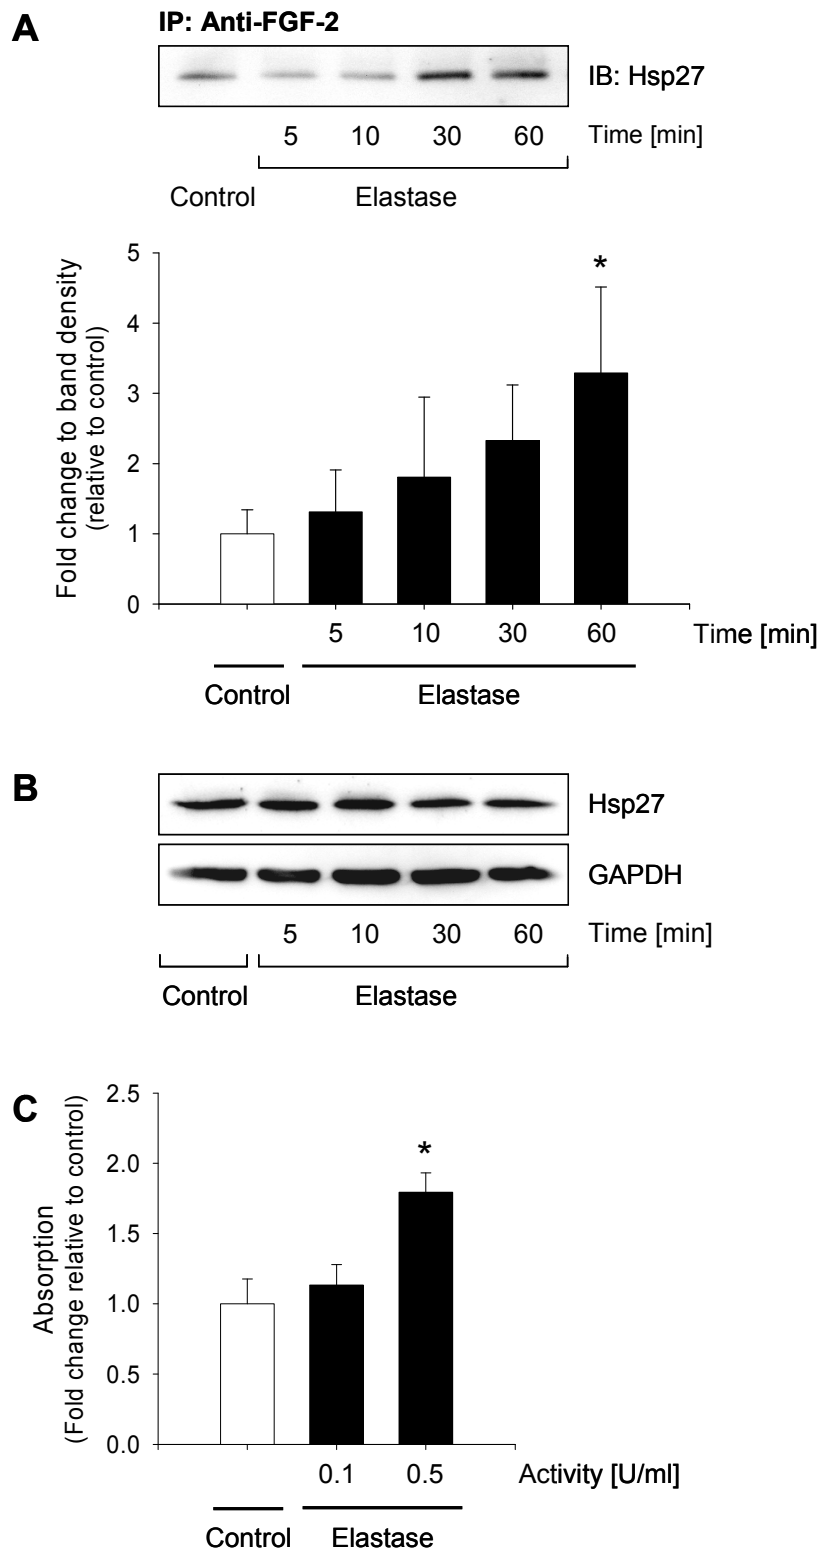 A
IP: Anti-FGF-2
IB: Hsp27
5 10 30 60 Time [min]
Control Elastase
Fold change to band density
(relative to control)
5
4
3
2
1
0
*
5 10 30 60 Time [min]
Control Elastase
B
Hsp27
GAPDH
5 10 30 60 Time [min]
Control Elastase
C
Absorption
(Fold change relative to control)
2.5
2.0
1.5
1.0
0.5
0.0
*
0.1 0.5 Activity [U/ml]
Control Elastase